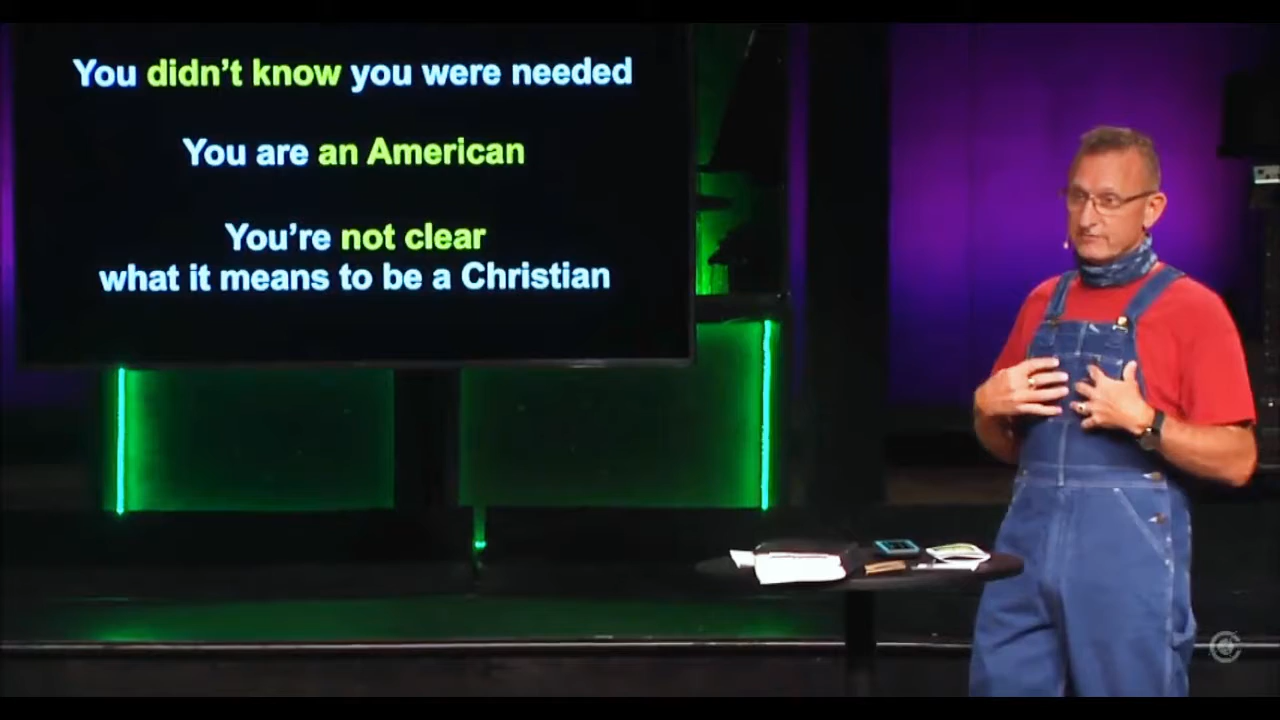 You didn’t know you were needed
You are an American
You’re not clear
what it means to be a Christian